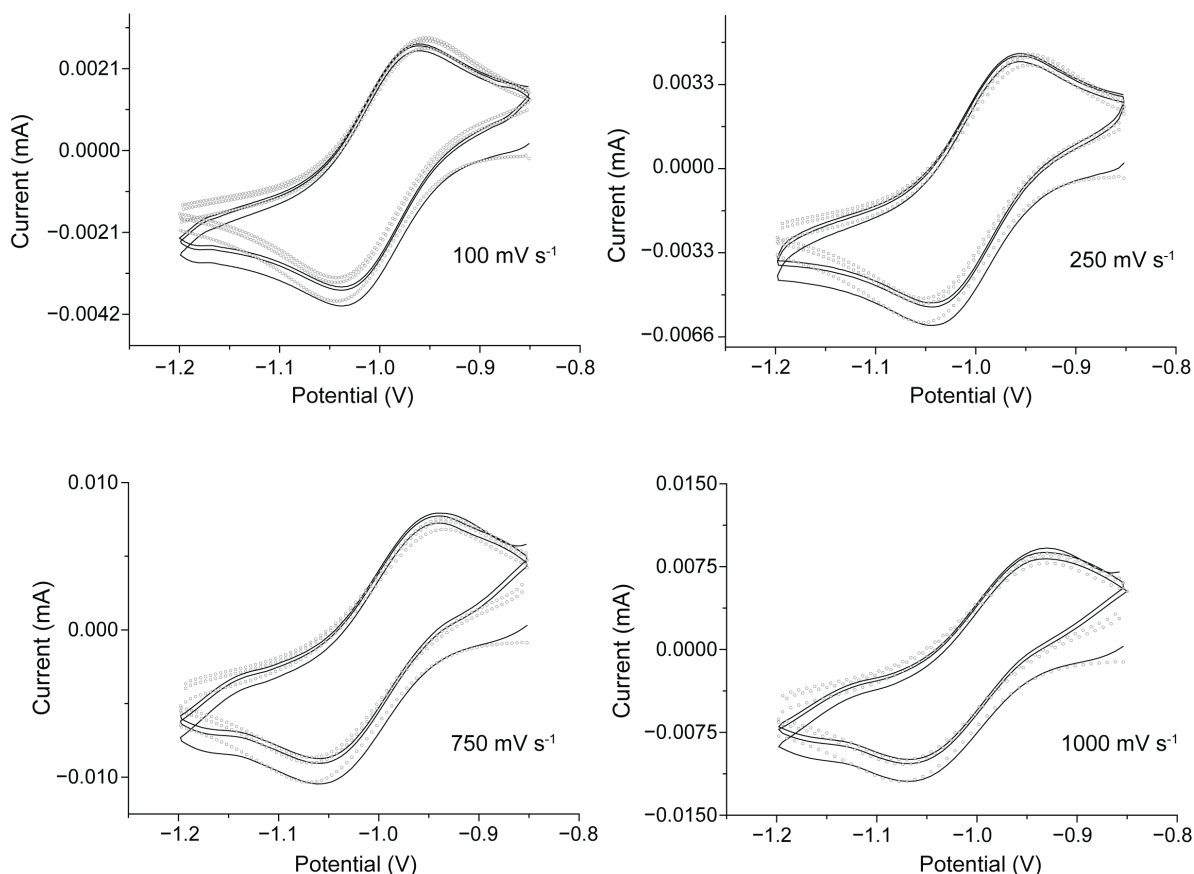 0.0021
0.0000
−0.0021
−0.0042
Current (mA)
100 mV s-1
−1.2 −1.1 −1.0 −0.9 −0.8
Potential (V)
0.0033
0.0000
−0.0033
−0.0066
Current (mA)
250 mV s-1
−1.2 −1.1 −1.0 −0.9 −0.8
Potential (V)
0.010
0.000
−0.010
Current (mA)
750 mV s-1
−1.2 −1.1 −1.0 −0.9 −0.8
Potential (V)
0.0150
0.0075
0.0000
−0.0075
−0.0150
Current (mA)
1000 mV s-1
−1.2 −1.1 −1.0 −0.9 −0.8
Potential (V)